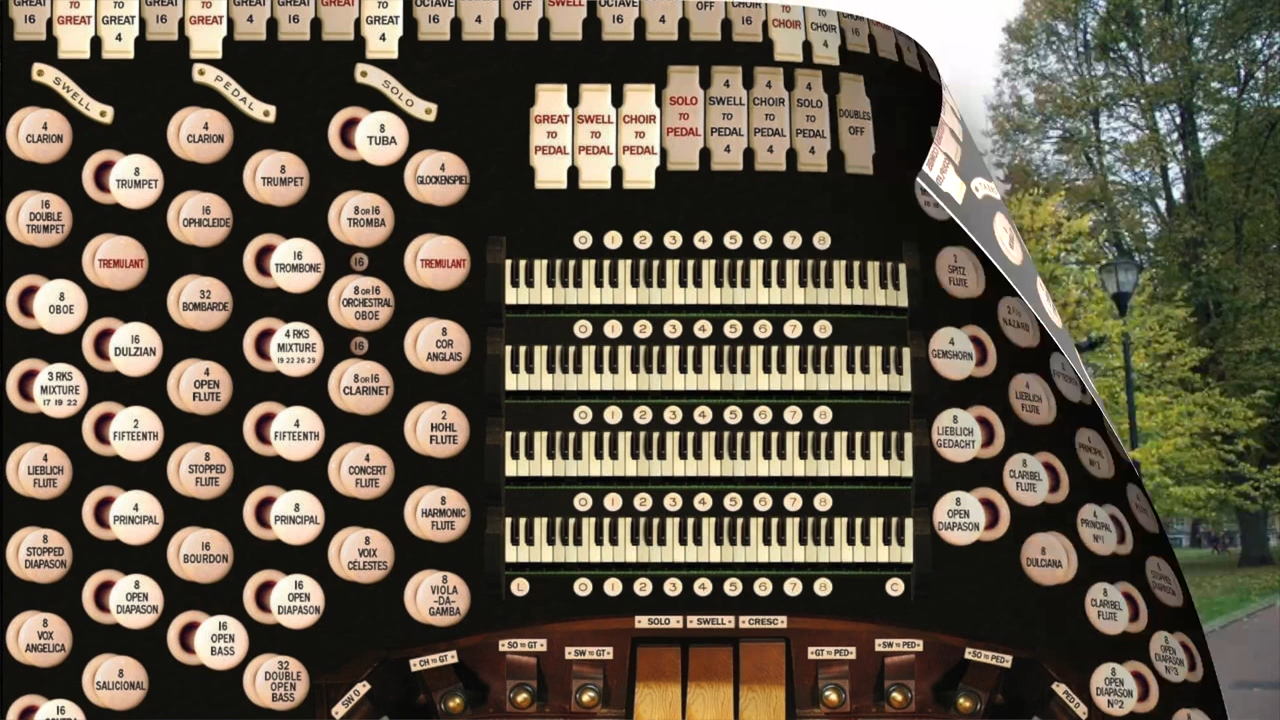 GREAT
16
TO
GREAT
TO
GREAT
4
GREAT
16
TO
GREAT
GREAT
4
GREAT
16
GREAT
TO
GREAT
4
OCTAVE
16
4
OFF
SWELL
OCTAVE
16
4
OFF
CHOIR
16
TO
CHOIR
TO
CHOIR
4
SWELL
PEDAL
SOLO
GREAT
TO
PEDAL
SWELL
TO
PEDAL
CHOIR
TO
PEDAL
SOLO
TO
PEDAL
4
SWELL
TO
PEDAL
4
4
CHOIR
TO
PEDAL
4
4
SOLO
TO
PEDAL
4
DOUBLES
OFF
4
CLARION
8
TRUMPET
16
DOUBLE
TRUMPET
TREMULANT
8
OBOE
16
DULZIAN
3 RKS
MIXTURE
17 19 22
2
FIFTEENTH
4
LIEBLICH
FLUTE
4
PRINCIPAL
8
STOPPED
DIAPASON
8
OPEN
DIAPASON
8
VOX
ANGELICA
8
SALICIONAL
16
CONTRA
4
CLARION
8
TRUMPET
16
OPHICLEIDE
16
TROMBONE
32
BOMBARDE
4 RKS
MIXTURE
19 22 26 29
4
OPEN
FLUTE
4
FIFTEENTH
8
STOPPED
FLUTE
8
PRINCIPAL
16
BOURDON
16
OPEN
DIAPASON
16
OPEN
BASS
32
DOUBLE
OPEN
BASS
8
TUBA
4
GLOCKENSPIEL
8 OR 16
TROMBA
16
TREMULANT
8 OR 16
ORCHESTRAL
OBOE
16
8
COR
ANGLAIS
8 OR 16
CLARINET
2
HOHL
FLUTE
4
CONCERT
FLUTE
8
HARMONIC
FLUTE
8
VOIX
CÉLESTES
8
VIOLA
-DA-
GAMBA
0 1 2 3 4 5 6 7 8
0 1 2 3 4 5 6 7 8
0 1 2 3 4 5 6 7 8
0 1 2 3 4 5 6 7 8
L 0 1 2 3 4 5 6 7 8 C
SOLO
SWELL
CRESC
SW 0
CH TO GT
SO TO GT
SW TO GT
GT TO PED
SW TO PED
SO TO PED
PED 0
2
SPITZ
FLUTE
NAZARD
4
GEMSHORN
FIFTEENTH
4
LIEBLICH
FLUTE
8
LIEBLICH
GEDACHT
4
PRINCIPAL
Nº2
8
CLARIBEL
FLUTE
8
OPEN
DIAPASON
4
PRINCIPAL
Nº1
8
DULCIANA
STOPPED
DIAPASON
8
CLARIBEL
FLUTE
8
OPEN
DIAPASON
Nº3
8
OPEN
DIAPASON
Nº2